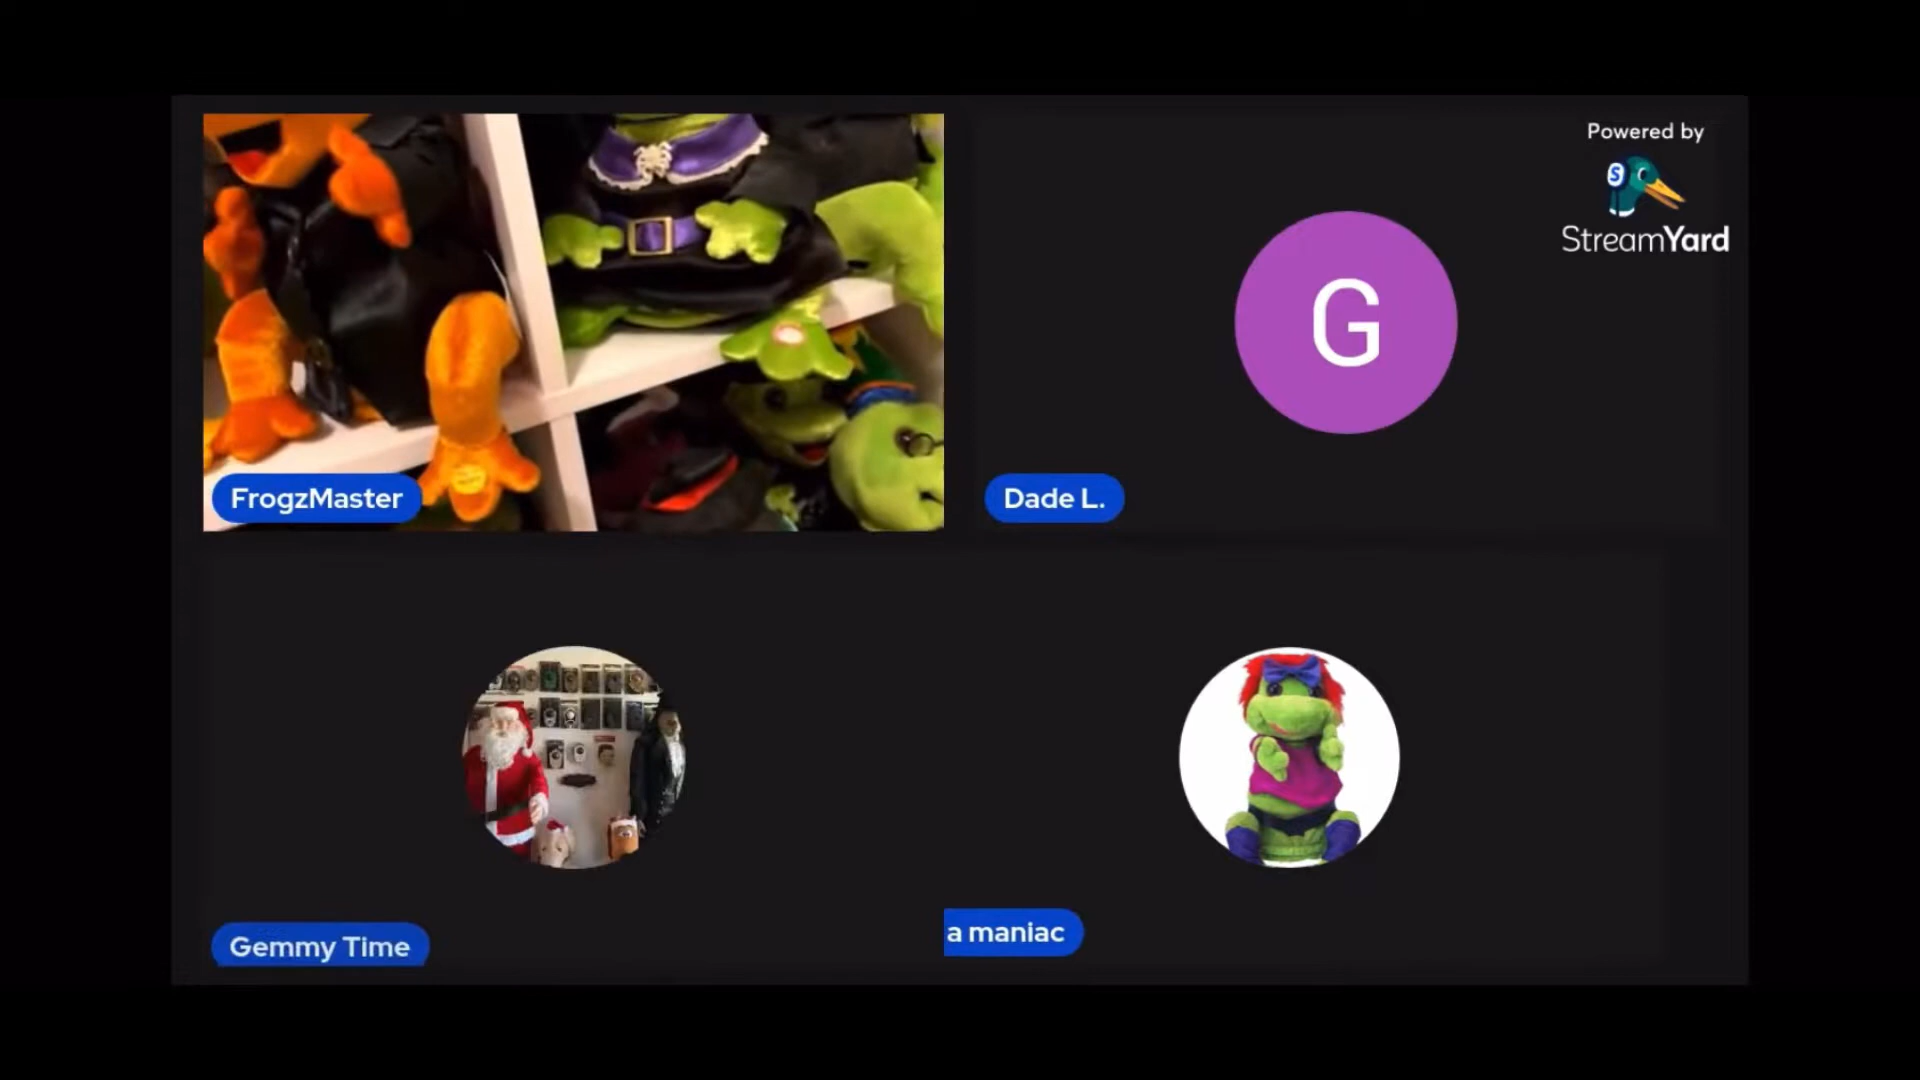 Powered by
S
StreamYard
G
FrogzMaster
Dade L.
Gemmy Time
a maniac